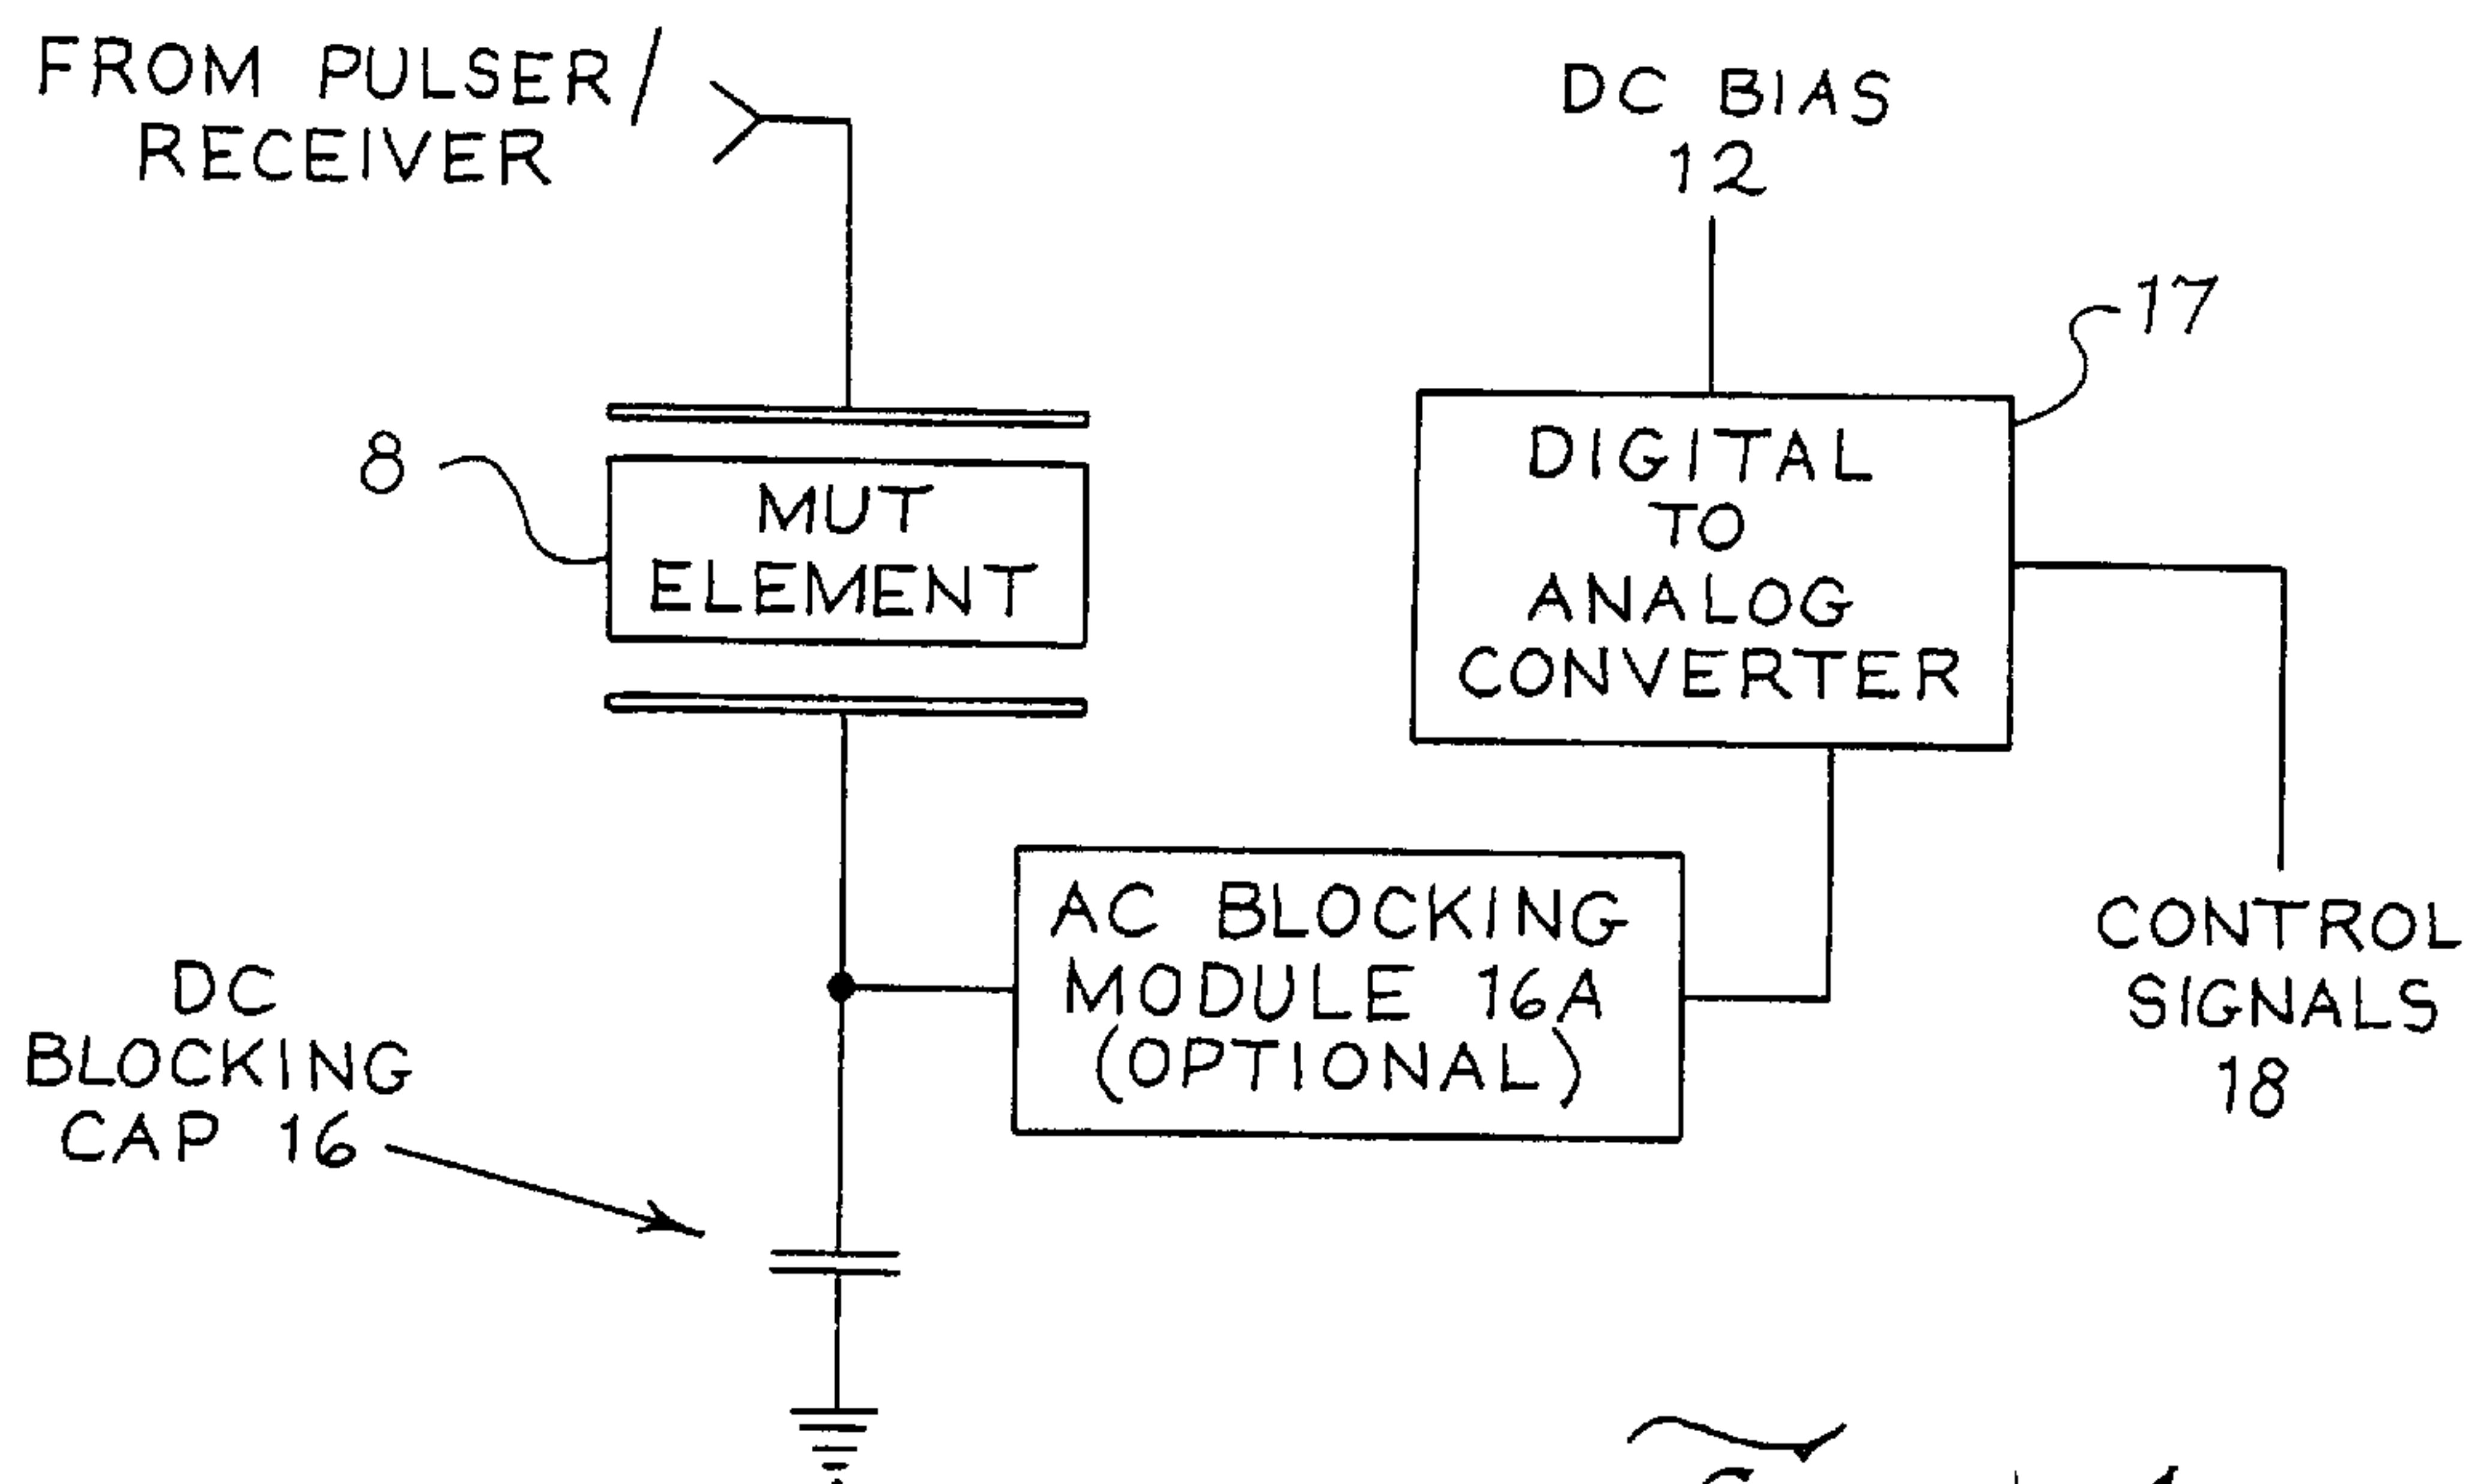 FROM PULSER/
RECEIVER
DC BIAS
12
17
8
MUT
ELEMENT
DIGITAL
TO
ANALOG
CONVERTER
AC BLOCKING
MODULE 16A
(OPTIONAL)
DC
BLOCKING
CAP 16
CONTROL
SIGNALS
18